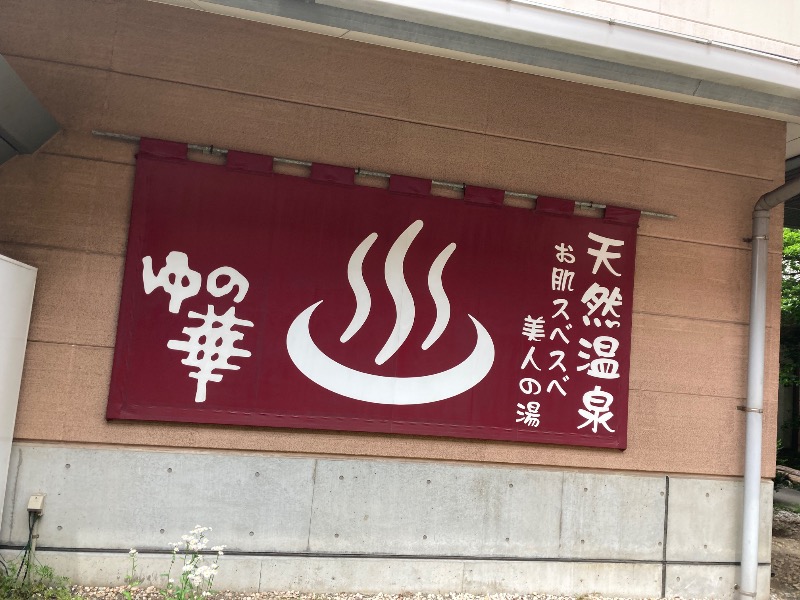 天然温泉
お肌スベスベ
美人の湯
ゆの華